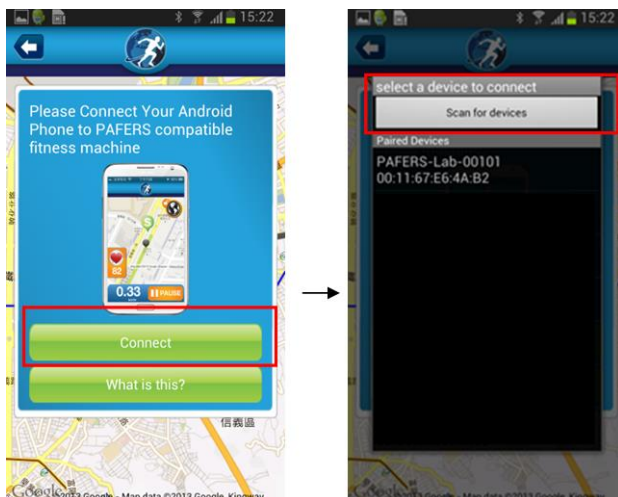 15:22
Please Connect Your Android
Phone to PAFERS compatible
fitness machine
82
0.33
PAUSE
Connect
What is this?
信義區
Google
©2013 Google - Map data ©2013 Google, Kingway
15:22
select a device to connect
Scan for devices
Paired Devices
PAFERS-Lab-00101
00:11:67:E6:4A:B2